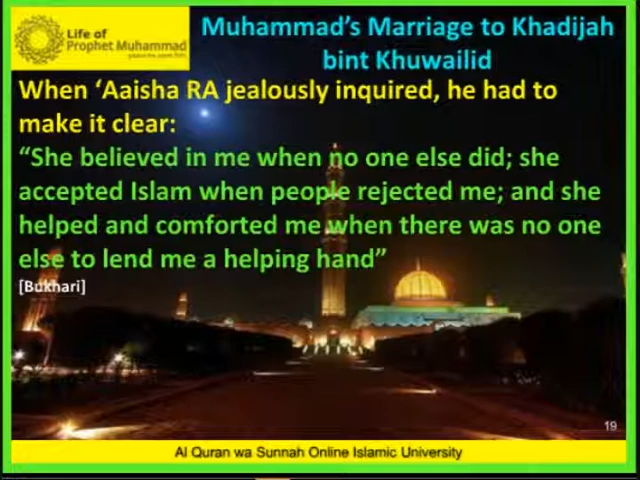 Life of
Prophet Muhammad
Muhammad's Marriage to Khadijah
bint Khuwailid
When 'Aaisha RA jealously inquired, he had to
make it clear:
"She believed in me when no one else did; she
accepted Islam when people rejected me; and she
helped and comforted me when there was no one
else to lend me a helping hand"
[Bukhari]
19
Al Quran wa Sunnah Online Islamic University